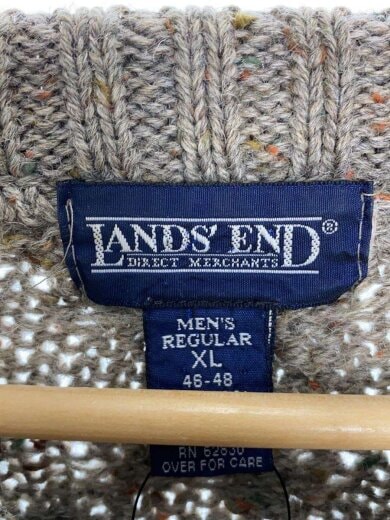 LANDS' END®
DIRECT MERCHANTS
MEN'S
REGULAR
XL
46-48
RN 62830
OVER FOR CARE